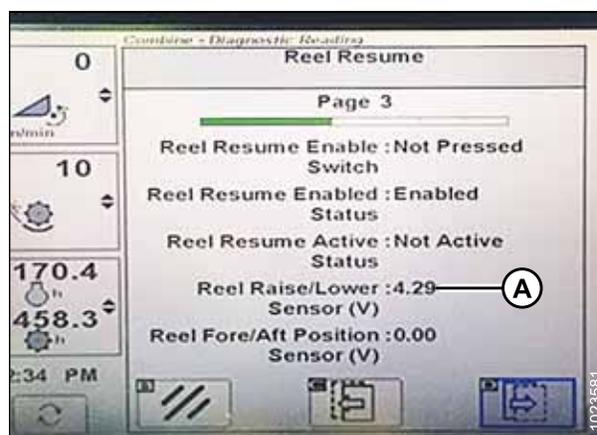 Combine - Diagnostic Reading
Reel Resume
Page 3
Reel Resume Enable : Not Pressed
Switch
Reel Resume Enabled : Enabled
Status
Reel Resume Active : Not Active
Status
Reel Raise/Lower : 4.29
Sensor (V)
Reel Fore/Aft Position : 0.00
Sensor (V)
A
0
10
170.4
h
458.3
h
:34 PM
1023581